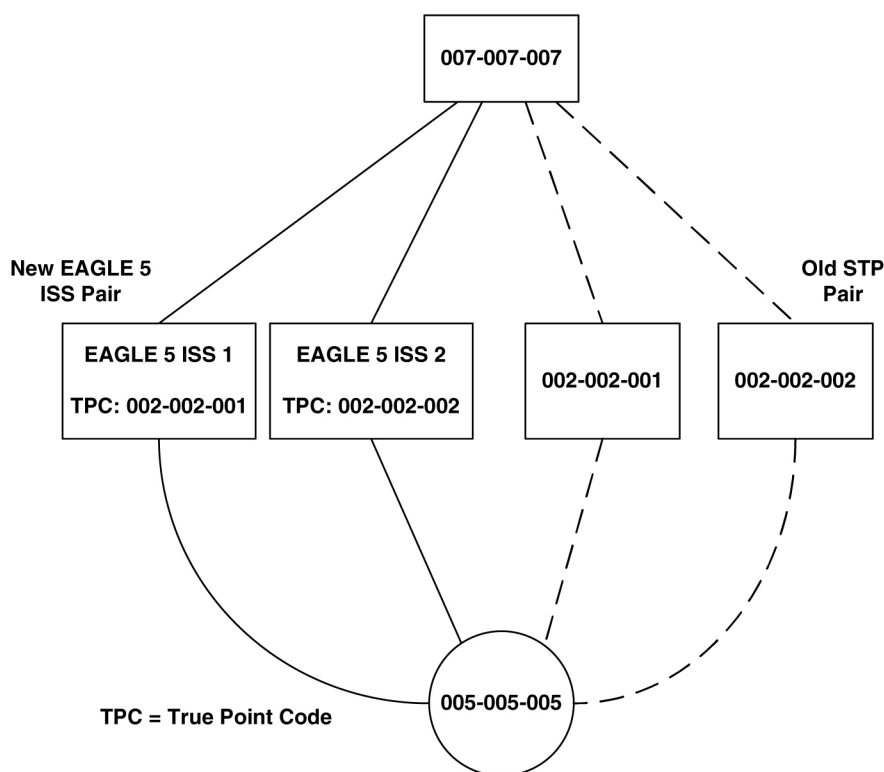 007-007-007
New EAGLE 5
ISS Pair
Old STP
Pair
EAGLE 5 ISS 1
TPC: 002-002-001
EAGLE 5 ISS 2
TPC: 002-002-002
002-002-001
002-002-002
005-005-005
TPC = True Point Code